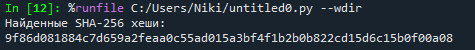 In [12]: %runfile C:/Users/Niki/untitled0.py --wdir
Найденные SHA-256 хеши:
9f86d081884c7d659a2feaa0c55ad015a3bf4f1b2b0b822cd15d6c15b0f00a08